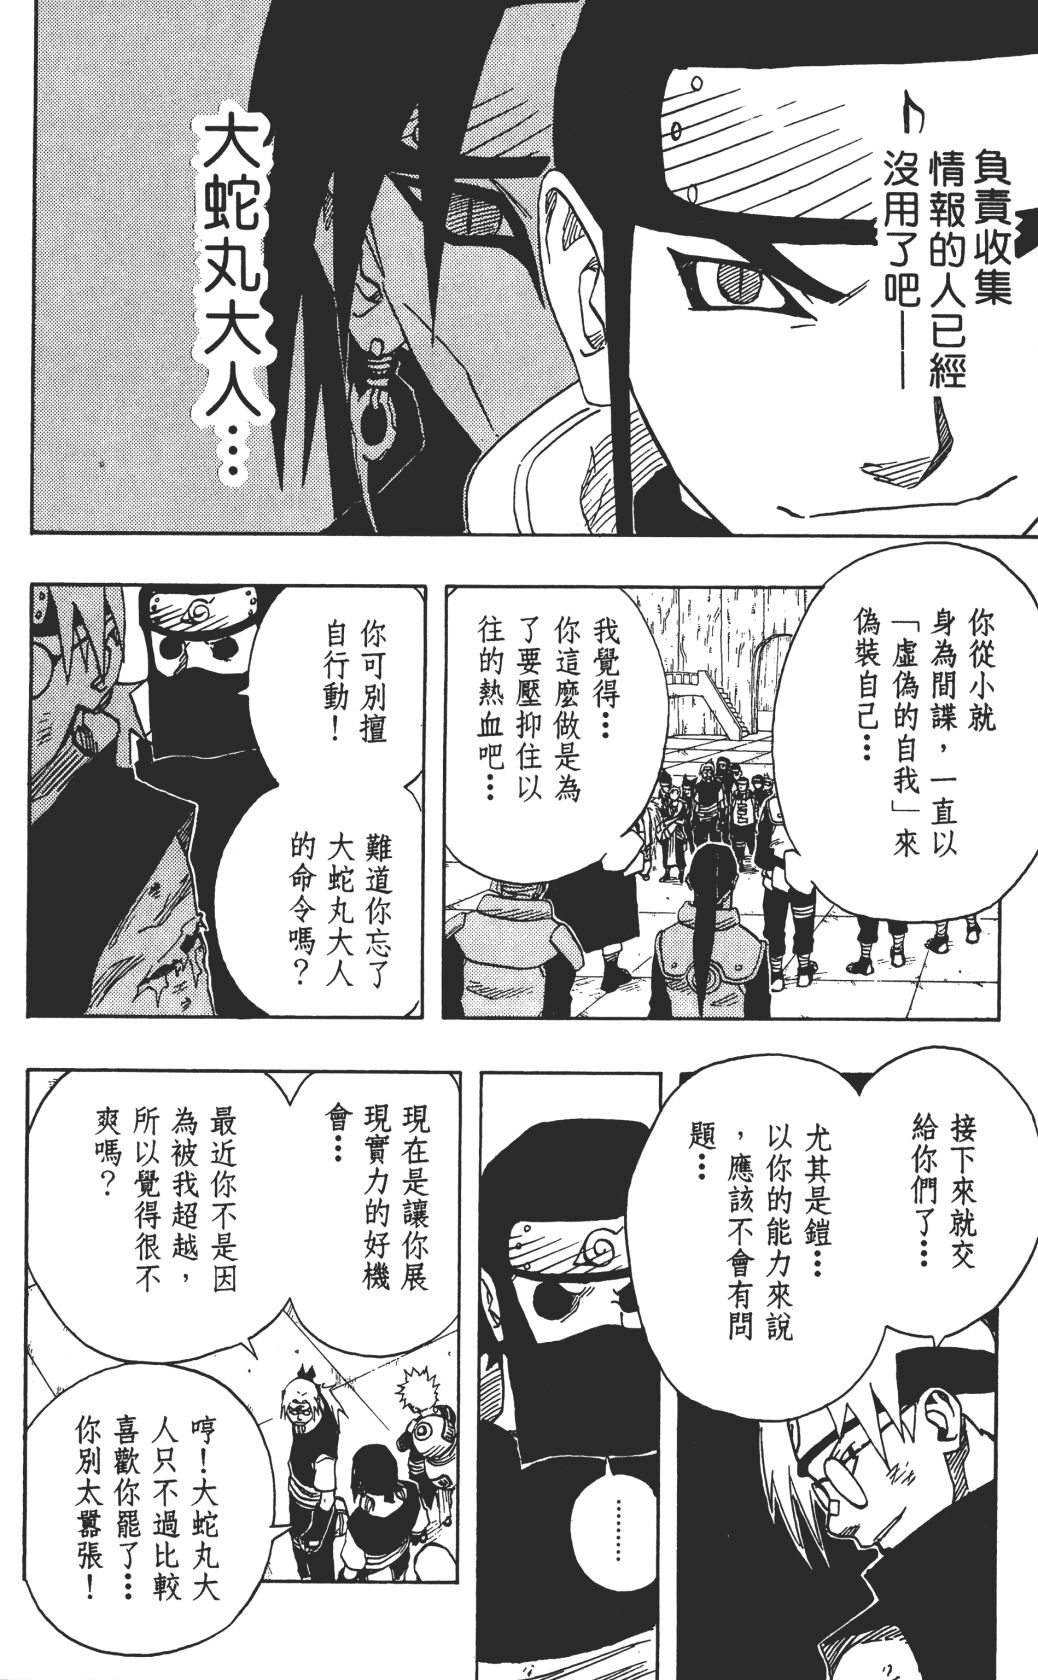 負責收集
情報的人已經
沒用了吧——
大蛇丸大人…
你從小就
身為間諜，一直以
「虛偽的自我」來
偽裝自己…
我覺得…
你這麼做是為
了要壓抑住以
往的熱血吧…
你可別擅
自行動！
難道你忘了
大蛇丸大人
的命令嗎？
接下來就交
給你們了…
尤其是鎧…
以你的能力來說
，應該不會有問
題…
………
現在是讓你展
現實力的好機
會…
最近你不是因
為被我超越，
所以覺得很不
爽嗎？
哼！大蛇丸大
人只不過比較
喜歡你罷了…
你別太囂張！